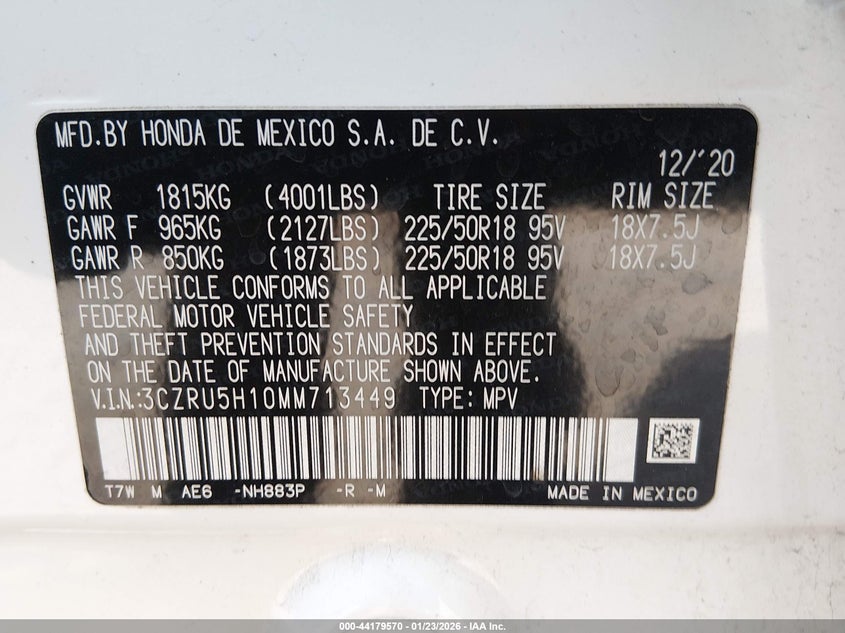 MFD.BY HONDA DE MEXICO S.A. DE C.V.
12/'20
GVWR 1815KG (4001LBS) TIRE SIZE RIM SIZE
GAWR F 965KG (2127LBS) 225/50R18 95V 18X7.5J
GAWR R 850KG (1873LBS) 225/50R18 95V 18X7.5J
THIS VEHICLE CONFORMS TO ALL APPLICABLE
FEDERAL MOTOR VEHICLE SAFETY
AND THEFT PREVENTION STANDARDS IN EFFECT
ON THE DATE OF MANUFACTURE SHOWN ABOVE.
V.I.N.:3CZRU5H10MM713449 TYPE: MPV
T7W M AE6 -NH883P -R -M MADE IN MEXICO
000-44179570 - 01/23/2026 - IAA Inc.